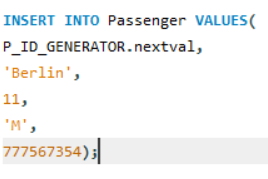 INSERT INTO Passenger VALUES(
P_ID_GENERATOR.nextval,
'Berlin',
11,
'M',
777567354);